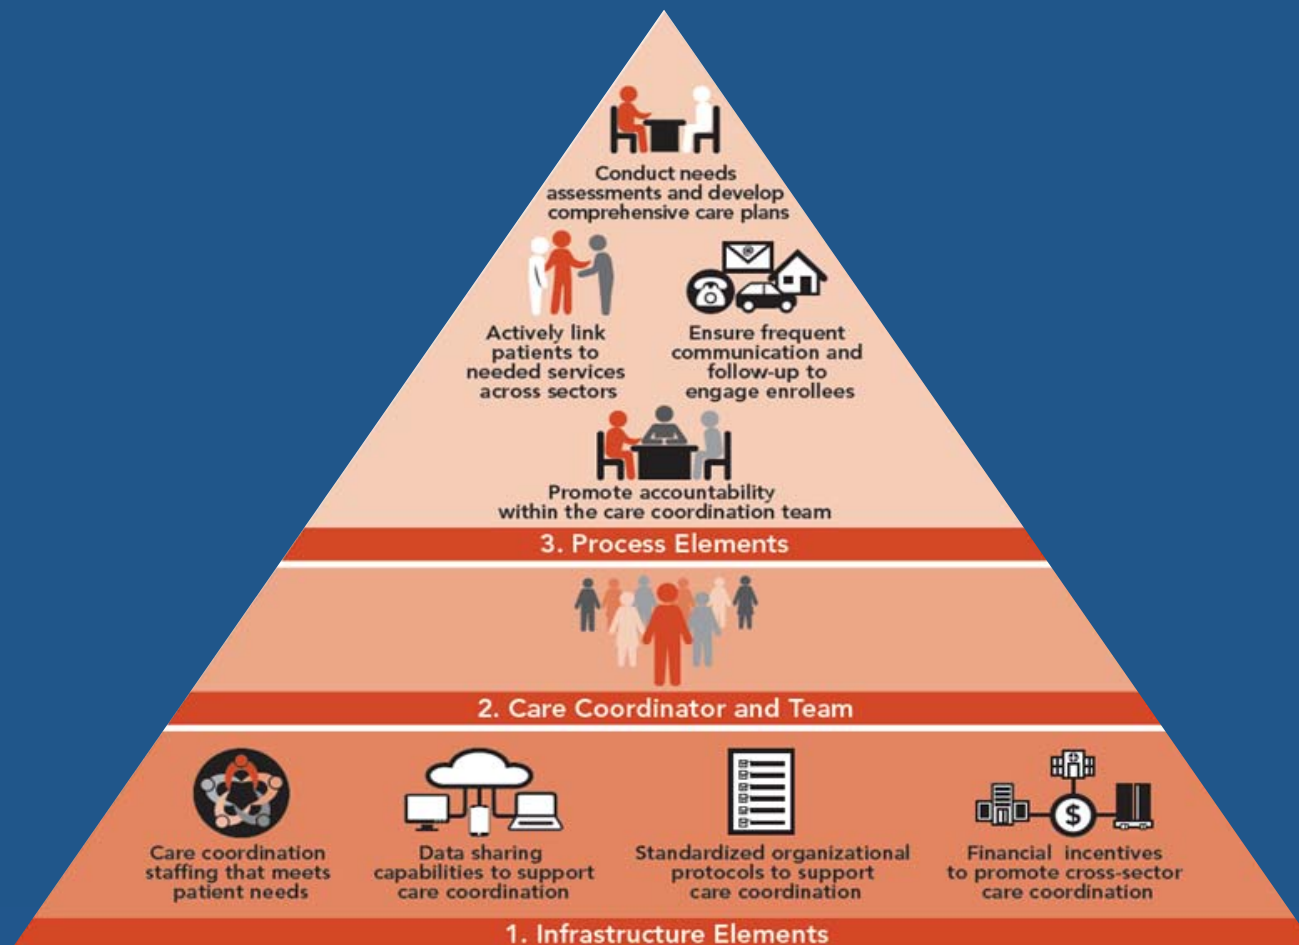 Conduct needs
assessments and develop
comprehensive care plans
Actively link
patients to
needed services
across sectors
Ensure frequent
communication and
follow-up to
engage enrollees
Promote accountability
within the care coordination team
3. Process Elements
2. Care Coordinator and Team
Care coordination
staffing that meets
patient needs
Data sharing
capabilities to support
care coordination
Standardized organizational
protocols to support
care coordination
$
Financial incentives
to promote cross-sector
care coordination
1. Infrastructure Elements